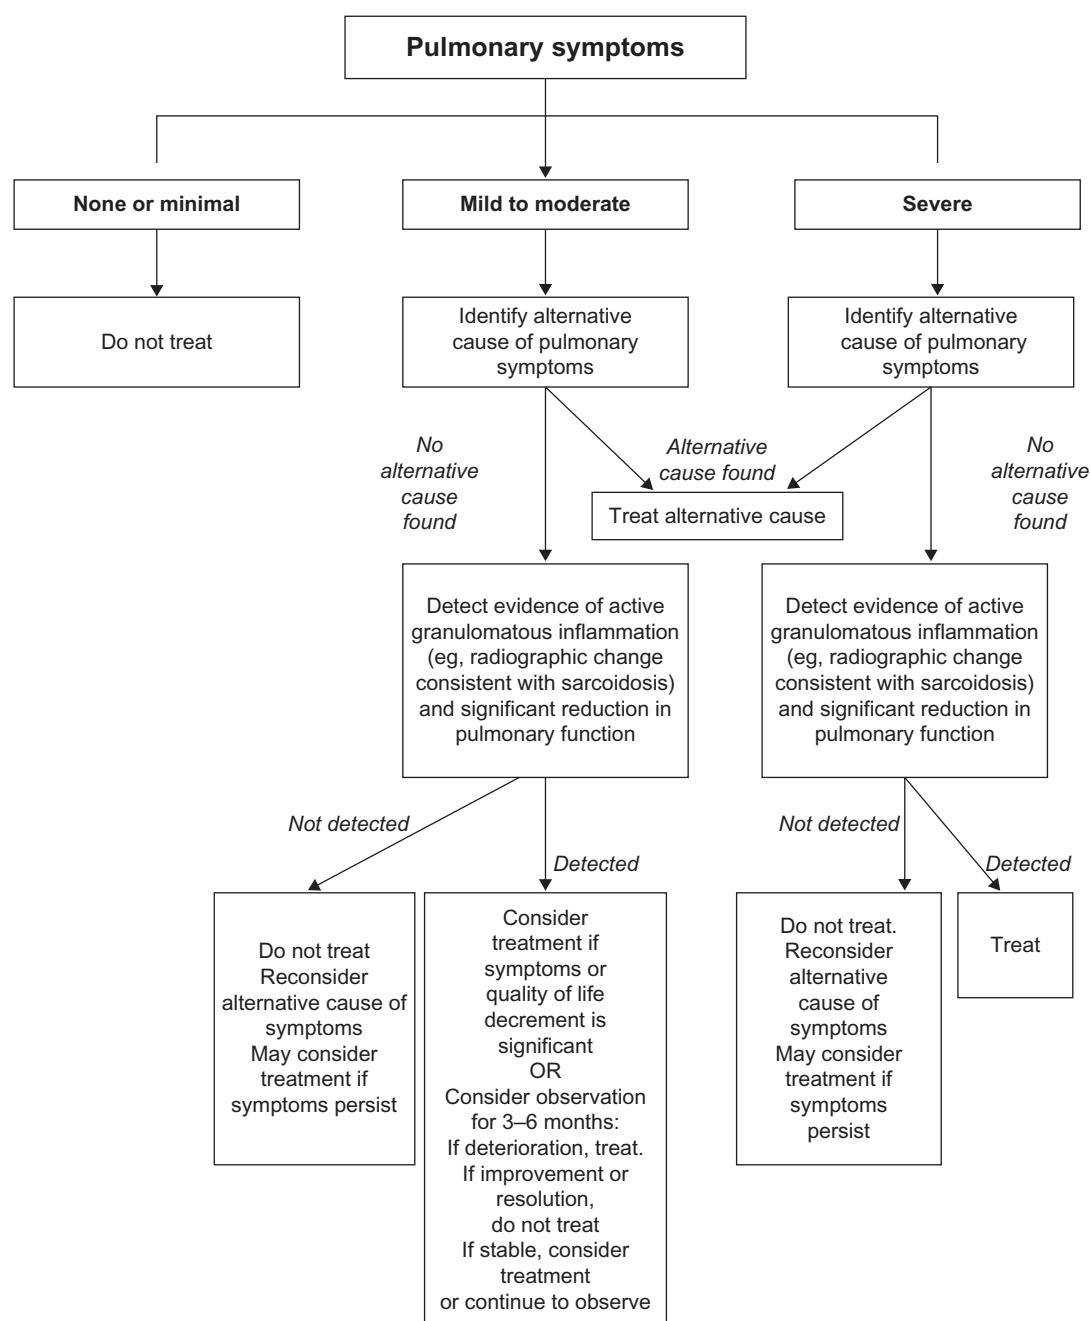 Pulmonary symptoms
None or minimal
Mild to moderate
Severe
Do not treat
Identify alternative
cause of pulmonary
symptoms
Identify alternative
cause of pulmonary
symptoms
No
alternative
cause
found
Alternative
cause found
No
alternative
cause
found
Treat alternative cause
Detect evidence of active
granulomatous inflammation
(eg, radiographic change
consistent with sarcoidosis)
and significant reduction in
pulmonary function
Detect evidence of active
granulomatous inflammation
(eg, radiographic change
consistent with sarcoidosis)
and significant reduction in
pulmonary function
Not detected
Detected
Not detected
Detected
Do not treat
Reconsider
alternative cause of
symptoms
May consider
treatment if
symptoms persist
Consider
treatment if
symptoms or
quality of life
decrement is
significant
OR
Consider observation
for 3–6 months:
If deterioration, treat.
If improvement or
resolution,
do not treat
If stable, consider
treatment
or continue to observe
Do not treat.
Reconsider
alternative
cause of
symptoms
May consider
treatment if
symptoms
persist
Treat